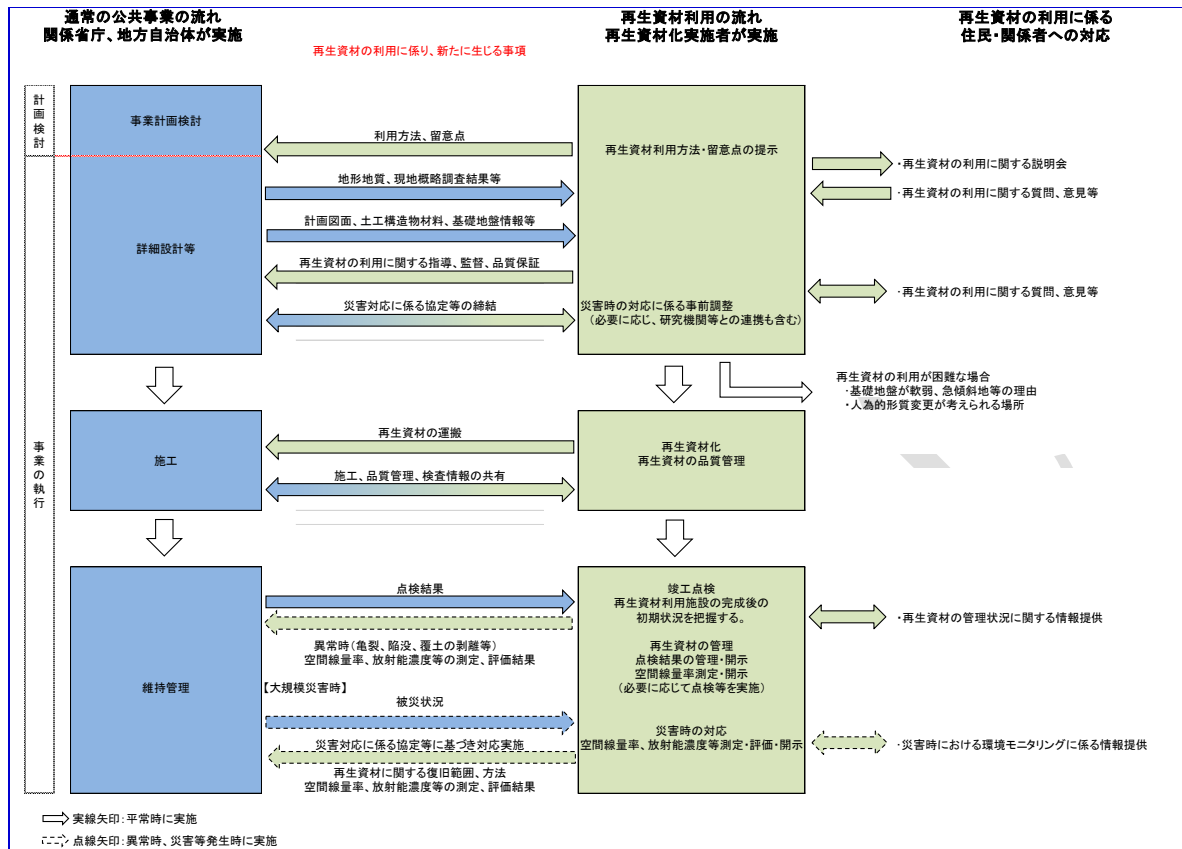 通常の公共事業の流れ
関係省庁、地方自治体が実施
再生資材の利用に係り、新たに生じる事項
再生資材利用の流れ
再生資材化実施者が実施
再生資材の利用に係る
住民・関係者への対応
計画検討
事業の執行
事業計画検討
詳細設計等
利用方法、留意点
地形地質、現地概略調査結果等
計画図面、土工構造物材料、基礎地盤情報等
再生資材の利用に関する指導、監督、品質保証
災害対応に係る協定等の締結
再生資材利用方法・留意点の提示
災害時の対応に係る事前調整
（必要に応じ、研究機関等との連携も含む）
・再生資材の利用に関する説明会
・再生資材の利用に関する質問、意見等
・再生資材の利用に関する質問、意見等
再生資材の利用が困難な場合
・基礎地盤が軟弱、急傾斜地等の理由
・人為的形質変更が考えられる場所
施工
再生資材の運搬
施工、品質管理、検査情報の共有
再生資材化
再生資材の品質管理
維持管理
点検結果
異常時（亀裂、陥没、覆土の剥離等）
空間線量率、放射能濃度等の測定、評価結果
【大規模災害時】
被災状況
災害対応に係る協定等に基づき対応実施
再生資材に関する復旧範囲、方法
空間線量率、放射能濃度等の測定、評価結果
竣工点検
再生資材利用施設の完成後の
初期状況を把握する。
再生資材の管理
点検結果の管理・開示
空間線量率測定・開示
（必要に応じて点検等を実施）
災害時の対応
空間線量率、放射能濃度等測定・評価・開示
・再生資材の管理状況に関する情報提供
・災害時における環境モニタリングに係る情報提供
実線矢印：平常時に実施
点線矢印：異常時、災害等発生時に実施